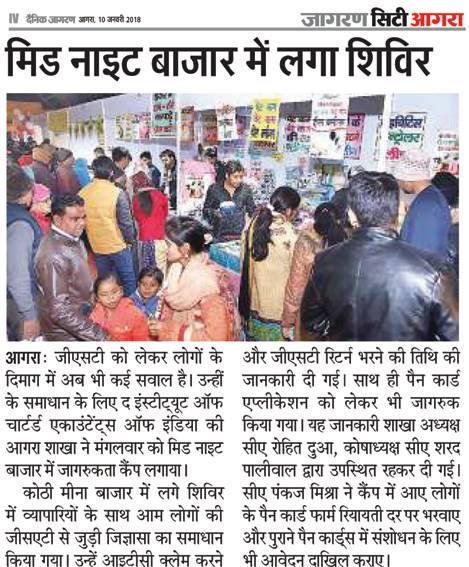 IV दैनिक जागरण आगरा, 10 जनवरी 2018
जागरण सिटी आगरा
मिड नाइट बाजार में लगा शिविर
आगरा: जीएसटी को लेकर लोगों के
दिमाग में अब भी कई सवाल है। उन्हीं
के समाधान के लिए द इंस्टीट्यूट ऑफ
चार्टर्ड एकाउंटेंट्स ऑफ इंडिया की
आगरा शाखा ने मंगलवार को मिड नाइट
बाजार में जागरुकता कैंप लगाया।
कोठी मीना बाजार में लगे शिविर
में व्यापारियों के साथ आम लोगों की
जीसएटी से जुड़ी जिज्ञासा का समाधान
किया गया। उन्हें आइटीसी क्लेम करने
और जीएसटी रिटर्न भरने की तिथि की
जानकारी दी गई। साथ ही पैन कार्ड
एप्लीकेशन को लेकर भी जागरुक
किया गया। यह जानकारी शाखा अध्यक्ष
सीए रोहित दुआ, कोषाध्यक्ष सीए शरद
पालीवाल द्वारा उपस्थित रहकर दी गई।
सीए पंकज मिश्रा ने कैंप में आए लोगों
के पैन कार्ड फार्म रियायती दर पर भरवाए
और पुराने पैन कार्ड्स में संशोधन के लिए
भी आवेदन दाखिल कराए।